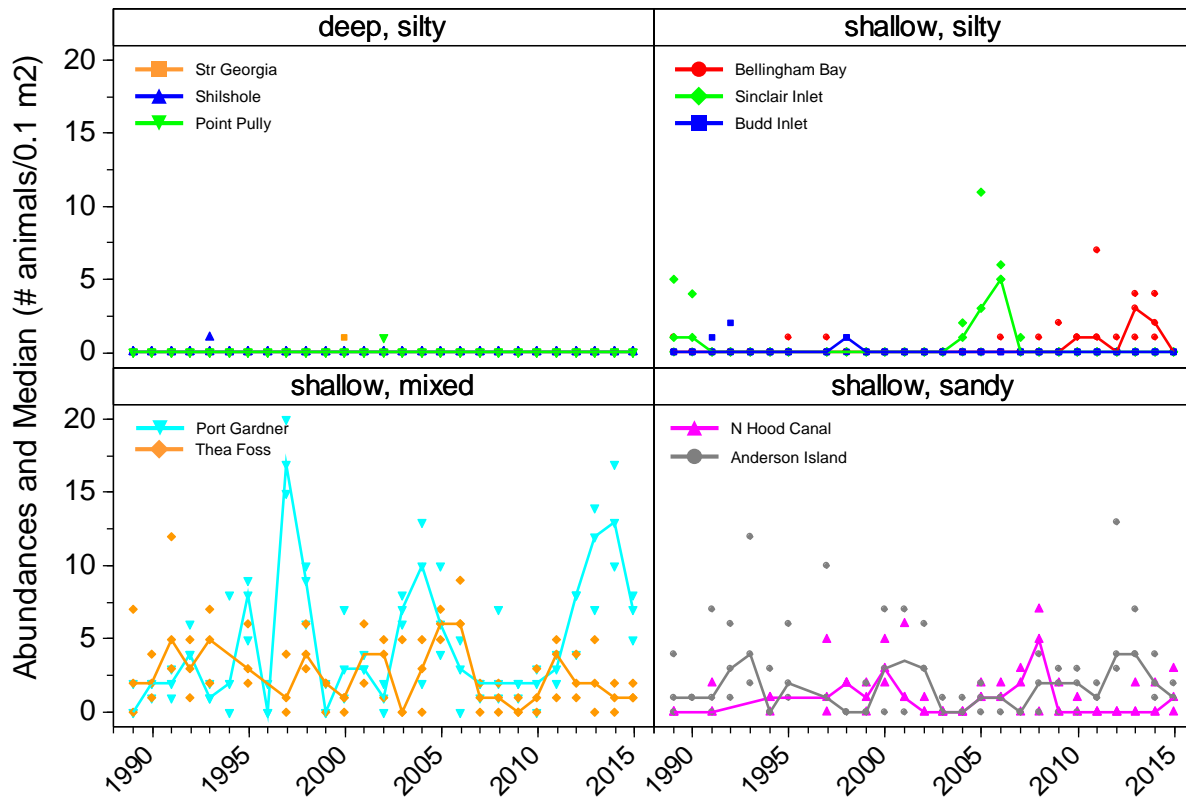 Abundances and Median (# animals/0.1 m2)
deep, silty
shallow, silty
20
15
10
5
0
Str Georgia
Shilshole
Point Pully
Bellingham Bay
Sinclair Inlet
Budd Inlet
shallow, mixed
shallow, sandy
20
15
10
5
0
Port Gardner
Thea Foss
N Hood Canal
Anderson Island
1990
1995
2000
2005
2010
2015
1990
1995
2000
2005
2010
2015